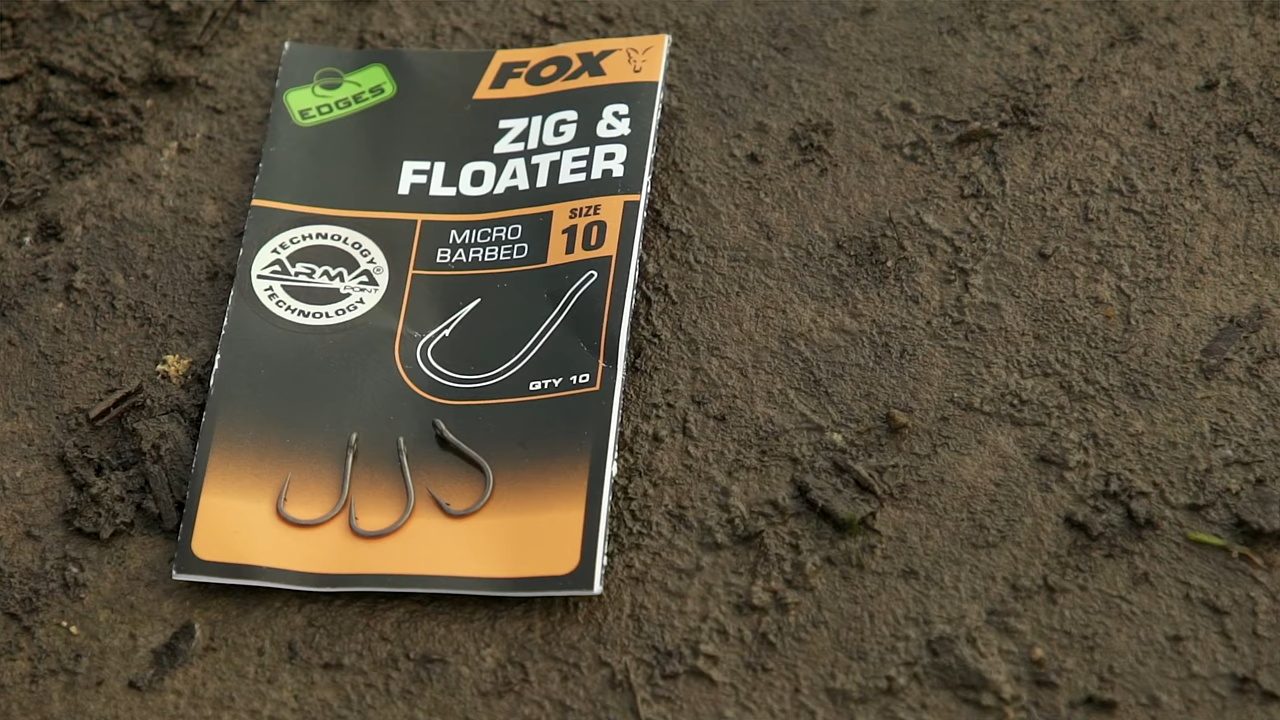 EDGES
FOX
ZIG &
FLOATER
TECHNOLOGY
ARMA®
POINT
TECHNOLOGY
MICRO
BARBED
SIZE
10
QTY 10